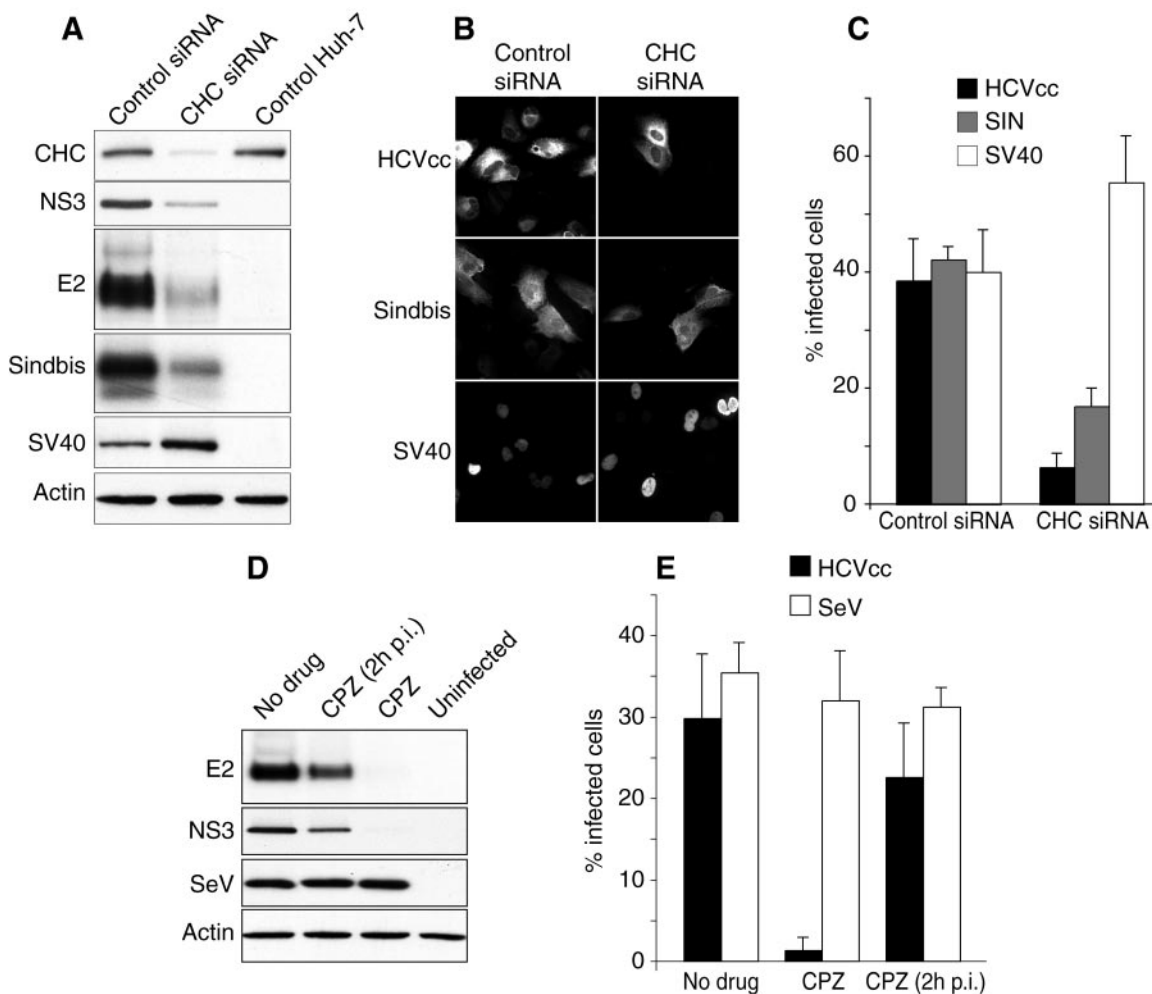 A
Control siRNA
CHC siRNA
Control Huh-7
CHC
NS3
E2
Sindbis
SV40
Actin
B
Control
siRNA
CHC
siRNA
HCVcc
Sindbis
SV40
C
HCVcc
SIN
SV40
% infected cells
60
40
20
0
Control siRNA
CHC siRNA
D
No drug
CPZ (2h p.i.)
CPZ
Uninfected
E2
NS3
SeV
Actin
E
HCVcc
SeV
% infected cells
40
30
20
10
0
No drug
CPZ
CPZ (2h p.i.)